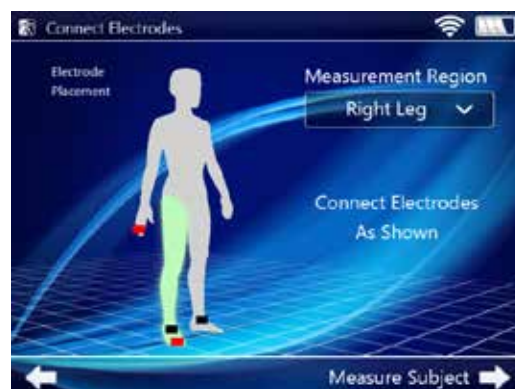 Connect Electrodes
Electrode
Placement
Measurement Region
Right Leg
Connect Electrodes
As Shown
Measure Subject